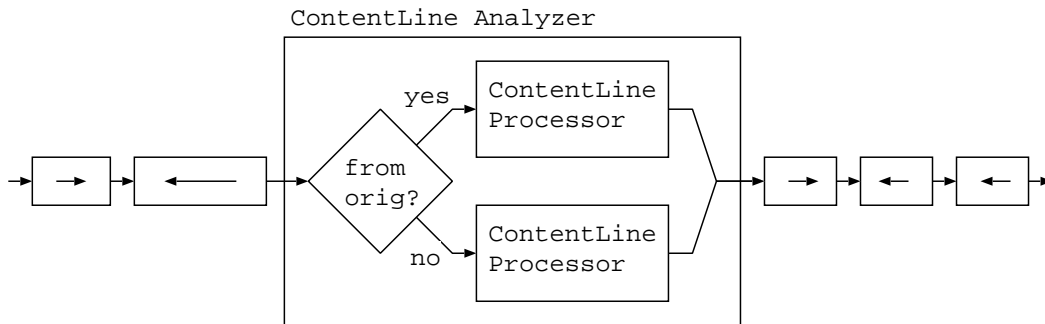 ContentLine Analyzer
yes
ContentLine
Processor
from
orig?
no
ContentLine
Processor